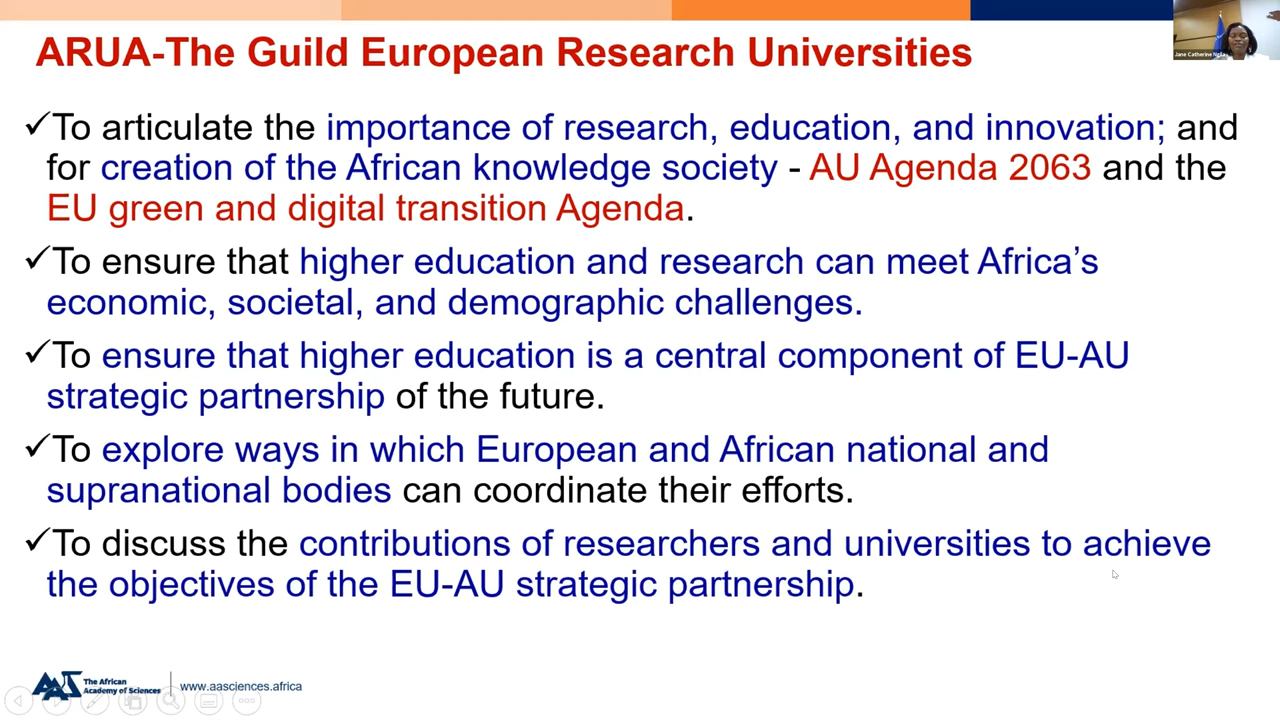 ARUA-The Guild European Research Universities
Jane Catherine Ngila
✓To articulate the importance of research, education, and innovation; and
for creation of the African knowledge society - AU Agenda 2063 and the
EU green and digital transition Agenda.
✓To ensure that higher education and research can meet Africa’s
economic, societal, and demographic challenges.
✓To ensure that higher education is a central component of EU-AU
strategic partnership of the future.
✓To explore ways in which European and African national and
supranational bodies can coordinate their efforts.
✓To discuss the contributions of researchers and universities to achieve
the objectives of the EU-AU strategic partnership.
AAS
The African
Academy of Sciences
www.aasciences.africa